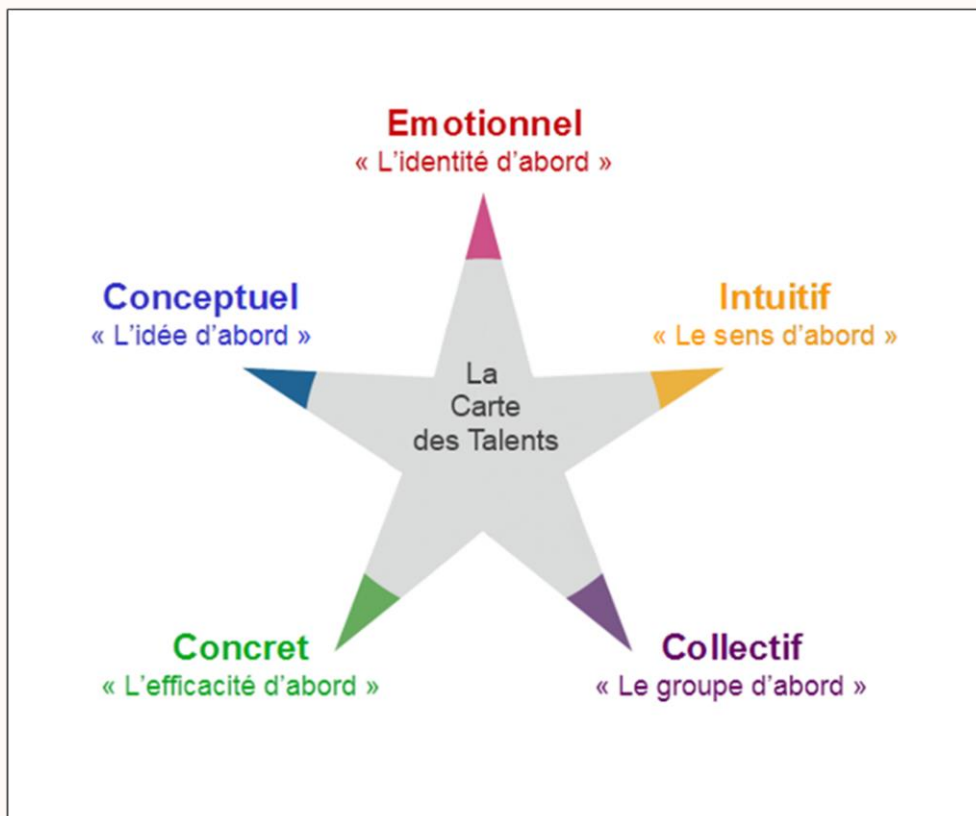 Emotionnel
« L'identité d'abord »
Conceptuel
« L'idée d'abord »
Intuitif
« Le sens d'abord »
La
Carte
des Talents
Concret
« L'efficacité d'abord »
Collectif
« Le groupe d'abord »